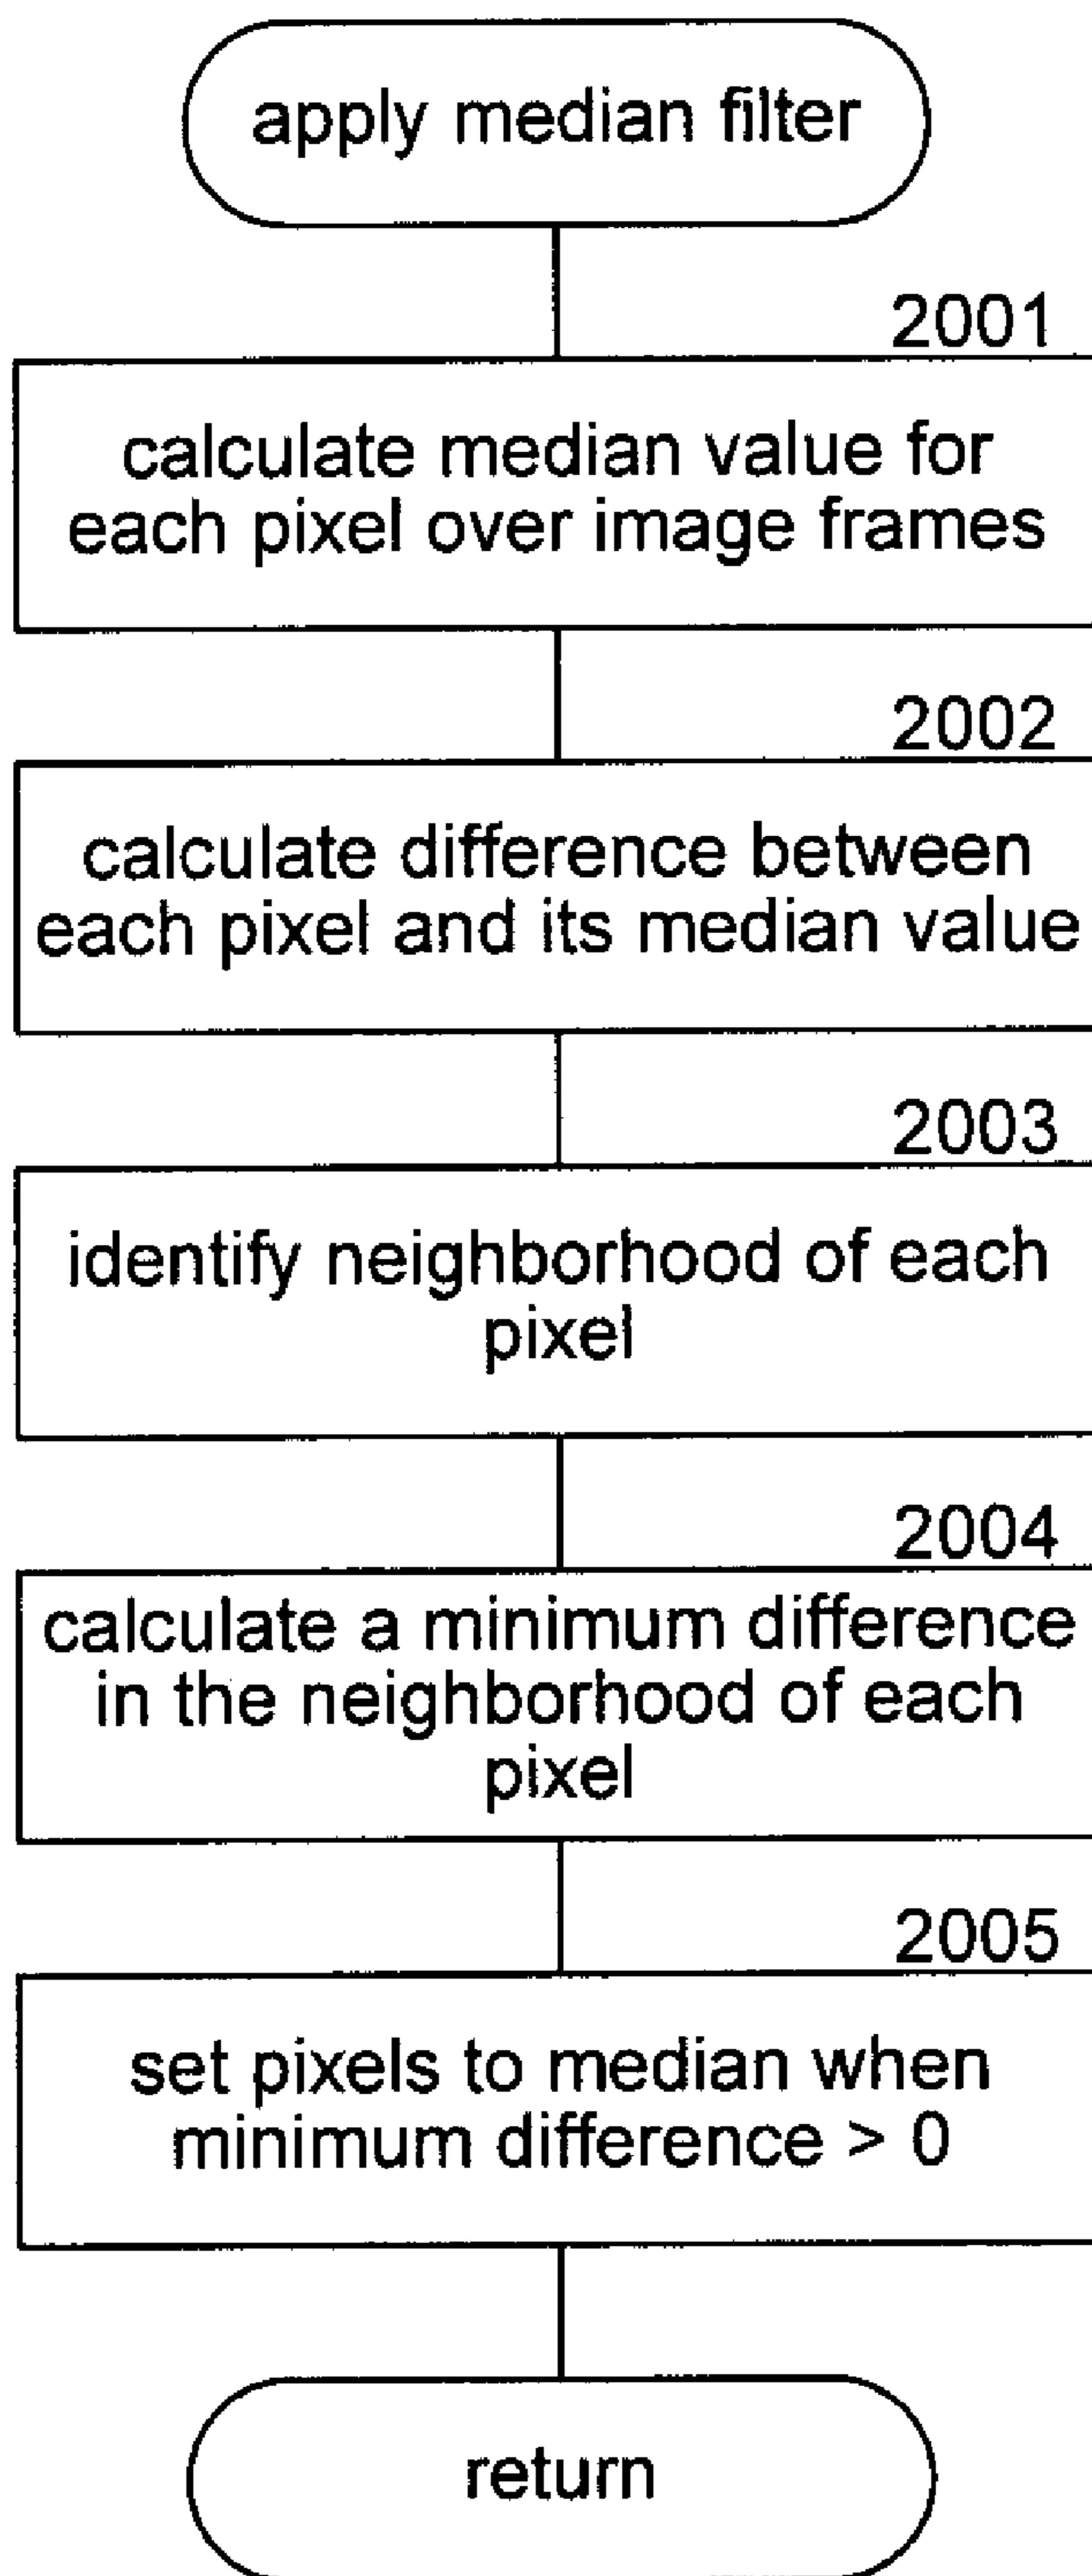 apply median filter
2001
calculate median value for
each pixel over image frames
2002
calculate difference between
each pixel and its median value
2003
identify neighborhood of each
pixel
2004
calculate a minimum difference
in the neighborhood of each
pixel
2005
set pixels to median when
minimum difference > 0
return